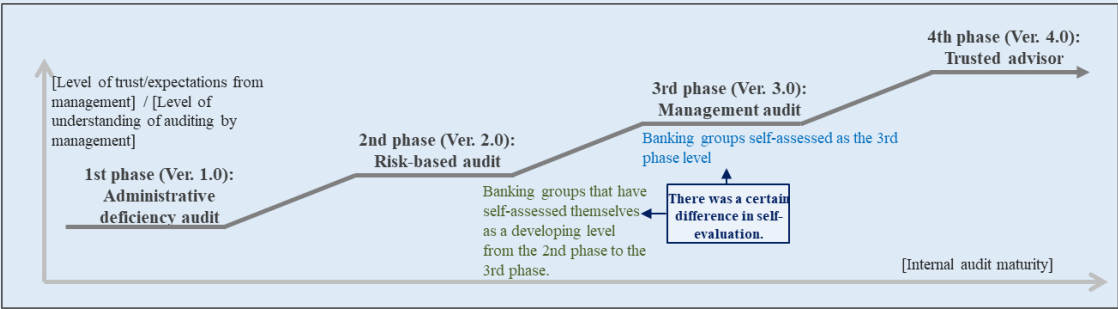 4th phase (Ver. 4.0):
Trusted advisor
[Level of trust/expectations from
management] / [Level of
understanding of auditing by
management]
3rd phase (Ver. 3.0):
Management audit
Banking groups self-assessed as the 3rd
phase level
2nd phase (Ver. 2.0):
Risk-based audit
1st phase (Ver. 1.0):
Administrative
deficiency audit
Banking groups that have
self-assessed themselves
as a developing level
from the 2nd phase to the
3rd phase.
There was a certain
difference in self-
evaluation.
[Internal audit maturity]